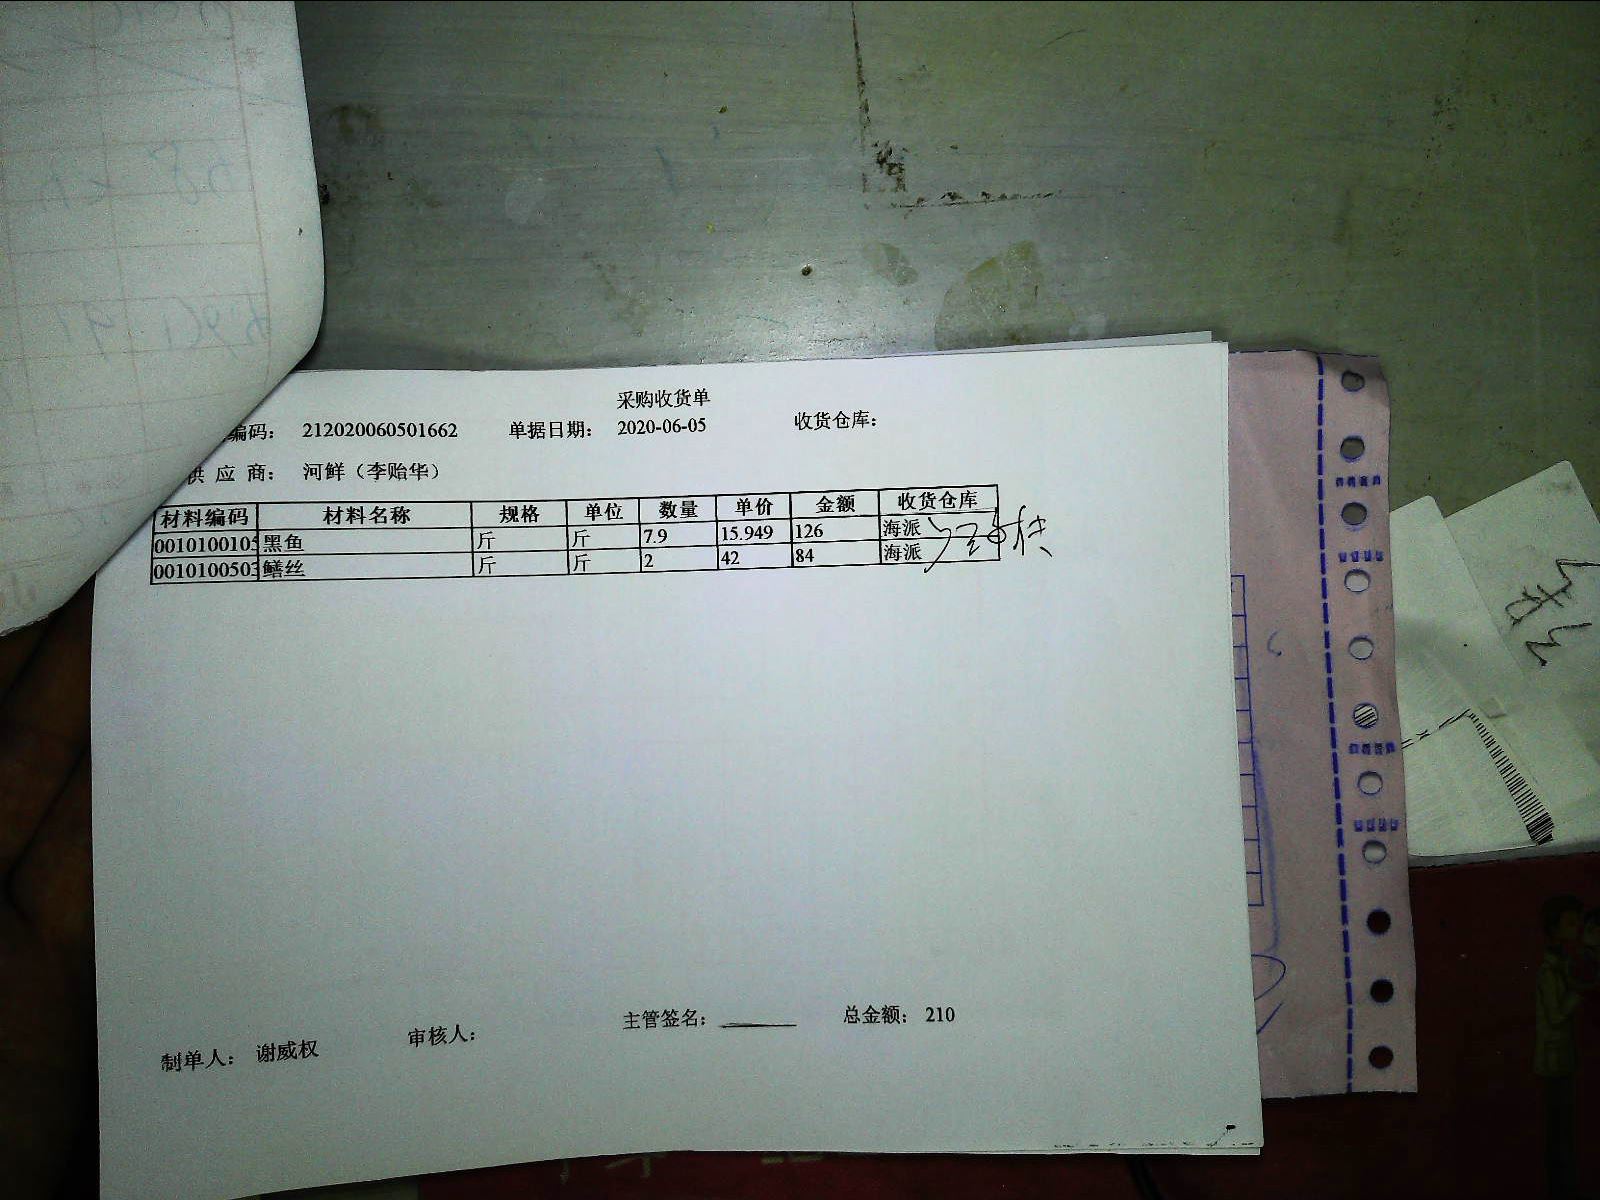 采购收货单
编码： 212020060501662 单据日期： 2020-06-05 收货仓库：
供 应 商： 河鲜（李贻华）
材料编码 材料名称 规格 单位 数量 单价 金额 收货仓库
0010100105 黑鱼 斤 斤 7.9 15.949 126 海派
0010100503 鳝丝 斤 斤 2 42 84 海派
主管签名： 总金额： 210
制单人： 谢威权 审核人：